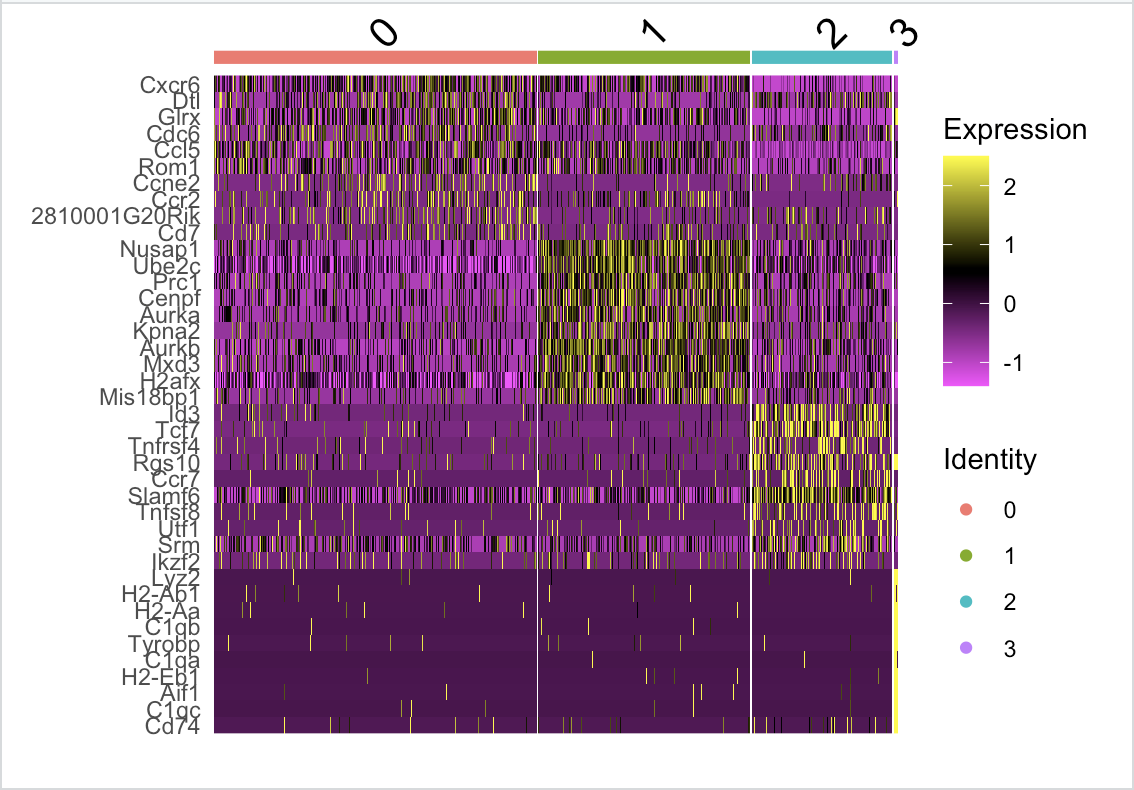 0 1 2 3
Cxcr6
Dtl
Glrx
Cdc6
Ccl5
Rom1
Ccne2
Ccr2
2810001G20Rik
Cd7
Nusap1
Ube2c
Prc1
Cenpf
Aurka
Kpna2
Aurkb
Mxd3
H2afx
Mis18bp1
Id3
Tcf7
Tnfrsf4
Rgs10
Ccr7
Slamf6
Tnfsf8
Utf1
Srm
Ikzf2
Lyz2
H2-Ab1
H2-Aa
C1qb
Tyrobp
C1qa
H2-Eb1
Aif1
C1qc
Cd74
Expression
2
1
0
-1
Identity
0
1
2
3